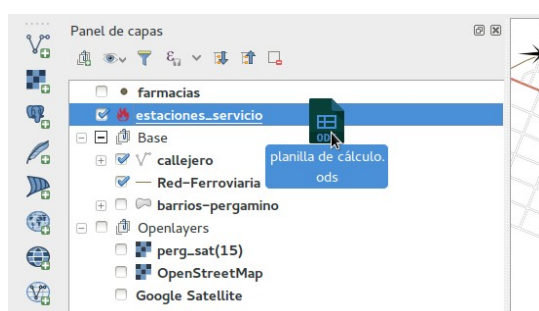 Panel de capas
farmacias
estaciones_servicio
ODS
Base
planilla de cálculo.
ods
callejero
Red-Ferroviaria
barrios-pergamino
Openlayers
perg_sat(15)
OpenStreetMap
Google Satellite